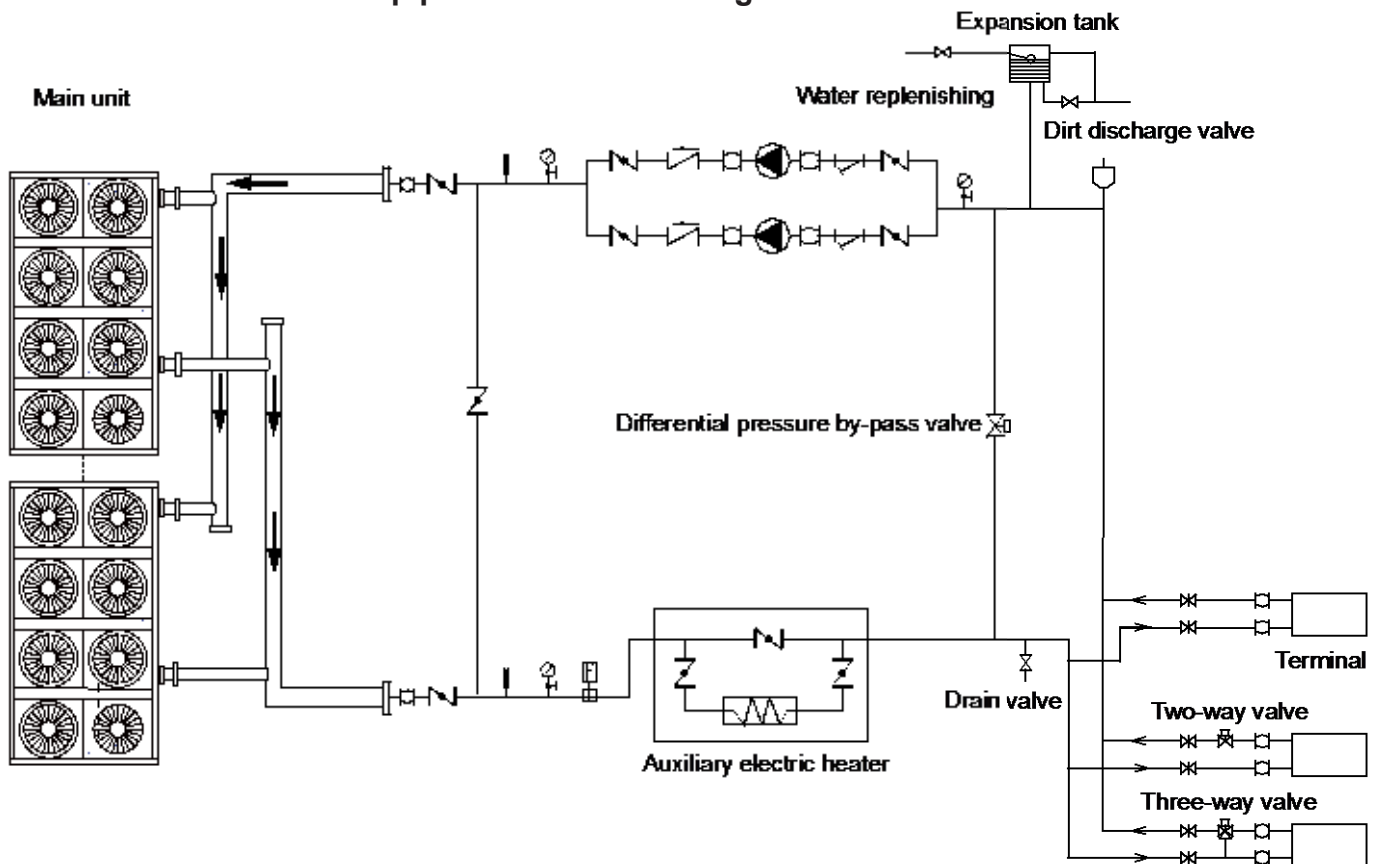 Expansion tank
Main unit
Water replenishing
Dirt discharge valve
Differential pressure by-pass valve
Terminal
Drain valve
Two-way valve
Auxiliary electric heater
Three-way valve